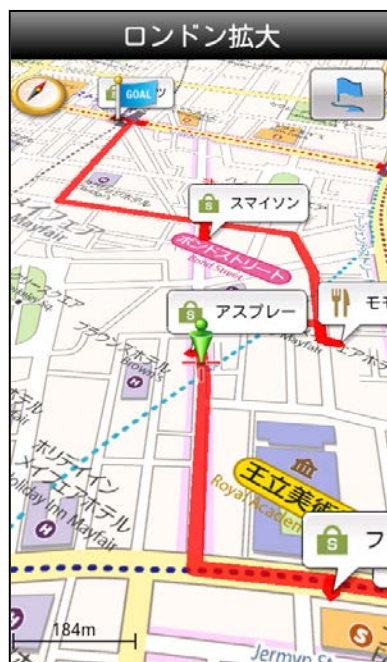 ロンドン拡大
GOAL
スマイソン
メイフェア
Mayfair
ボンドストリート
Bond Street
アスプレー
モ
Mayfair
ブラウンズホテル
Brown's
ホリデイイン
メイフェアホテル
Holiday Inn Mayfair
王立美術
Royal Academ
フ
184m
Jermyn St